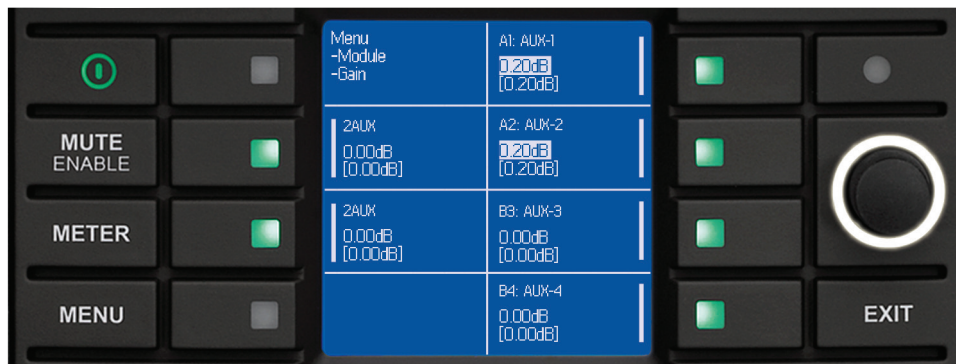 MUTE
ENABLE
METER
MENU
Menu
-Module
-Gain
2AUX
0.00dB
[0.00dB]
2AUX
0.00dB
[0.00dB]
A1: AUX-1
0.20dB
[0.20dB]
A2: AUX-2
0.20dB
[0.20dB]
B3: AUX-3
0.00dB
[0.00dB]
B4: AUX-4
0.00dB
[0.00dB]
EXIT